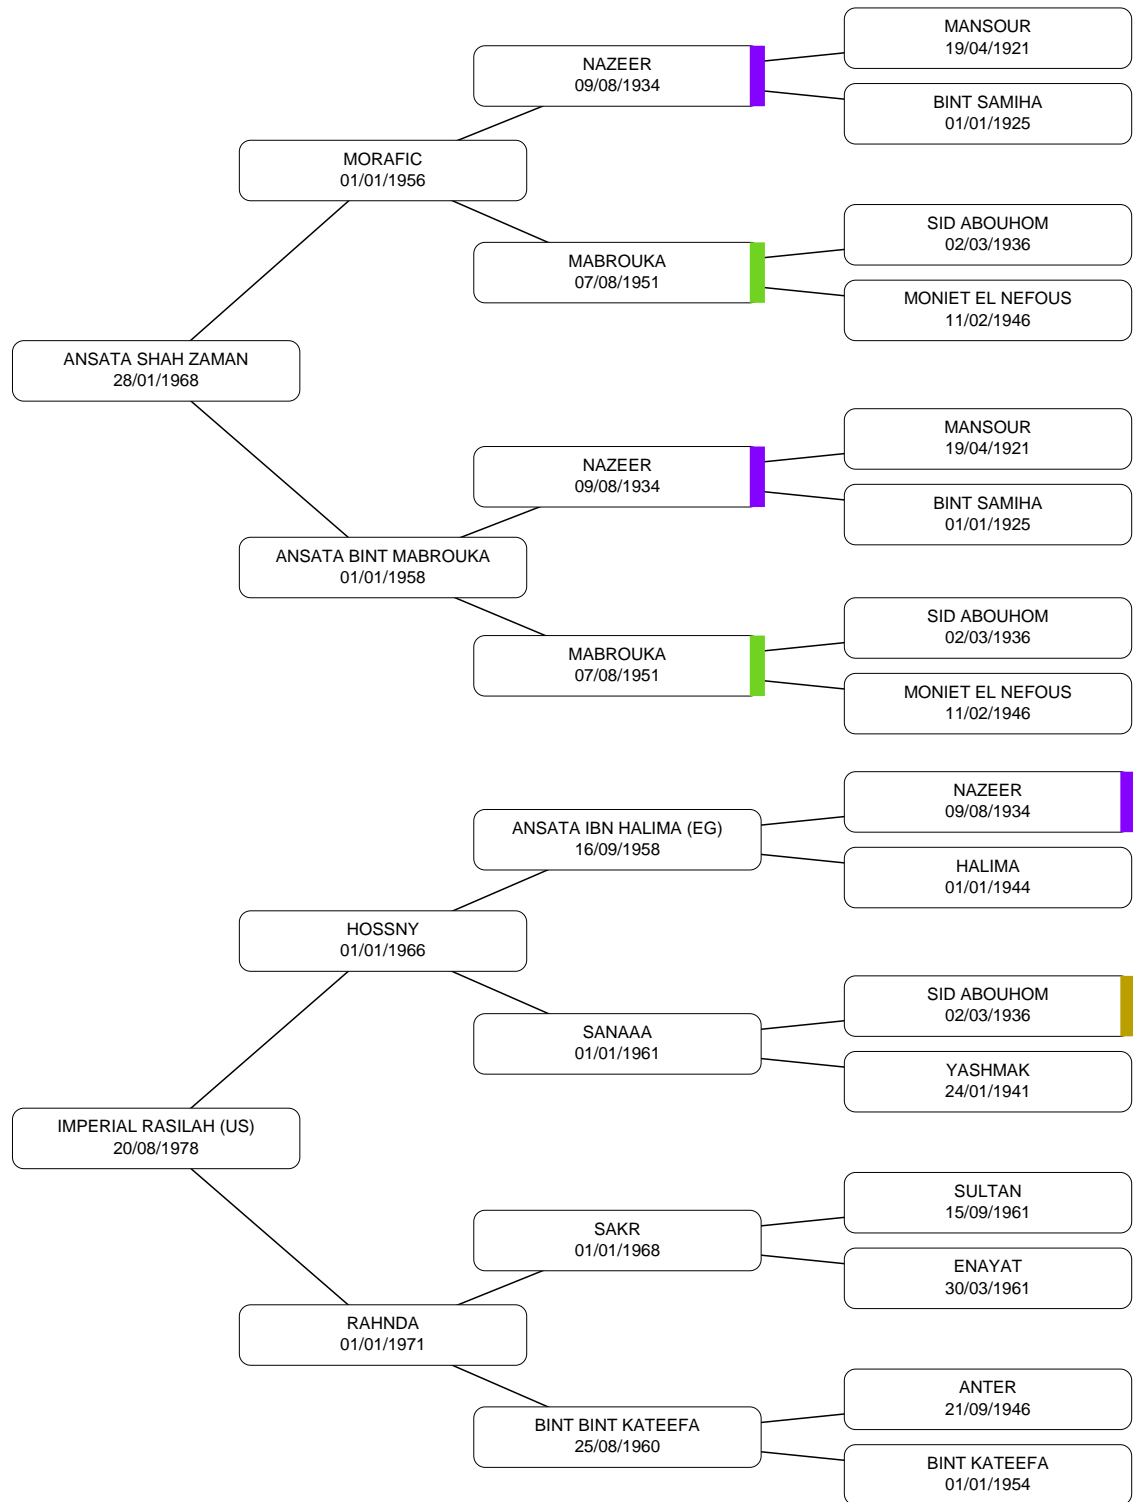 MANSOUR
19/04/1921
NAZEER
09/08/1934
BINT SAMIHA
01/01/1925
MORAFIC
01/01/1956
SID ABOUHOM
02/03/1936
MABROUKA
07/08/1951
MONIET EL NEFOUS
11/02/1946
ANSATA SHAH ZAMAN
28/01/1968
MANSOUR
19/04/1921
NAZEER
09/08/1934
BINT SAMIHA
01/01/1925
ANSATA BINT MABROUKA
01/01/1958
SID ABOUHOM
02/03/1936
MABROUKA
07/08/1951
MONIET EL NEFOUS
11/02/1946
NAZEER
09/08/1934
ANSATA IBN HALIMA (EG)
16/09/1958
HALIMA
01/01/1944
HOSSNY
01/01/1966
SID ABOUHOM
02/03/1936
SANAAA
01/01/1961
YASHMAK
24/01/1941
IMPERIAL RASILAH (US)
20/08/1978
SULTAN
15/09/1961
SAKR
01/01/1968
ENAYAT
30/03/1961
RAHNDA
01/01/1971
ANTER
21/09/1946
BINT BINT KATEEFA
25/08/1960
BINT KATEEFA
01/01/1954